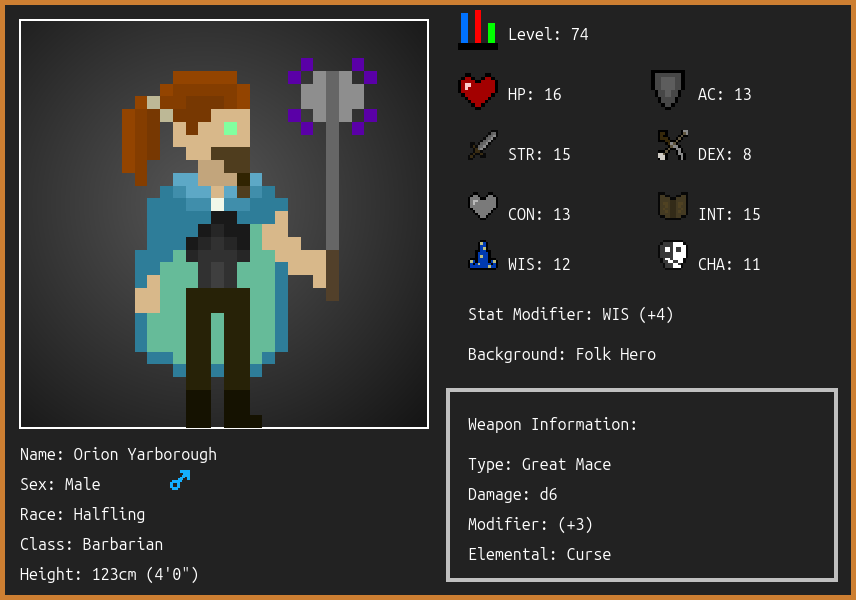 Level: 74
HP: 16
AC: 13
STR: 15
DEX: 8
CON: 13
INT: 15
WIS: 12
CHA: 11
Stat Modifier: WIS (+4)
Background: Folk Hero
Weapon Information:
Type: Great Mace
Damage: d6
Modifier: (+3)
Elemental: Curse
Name: Orion Yarborough
Sex: Male
Race: Halfling
Class: Barbarian
Height: 123cm (4'0")